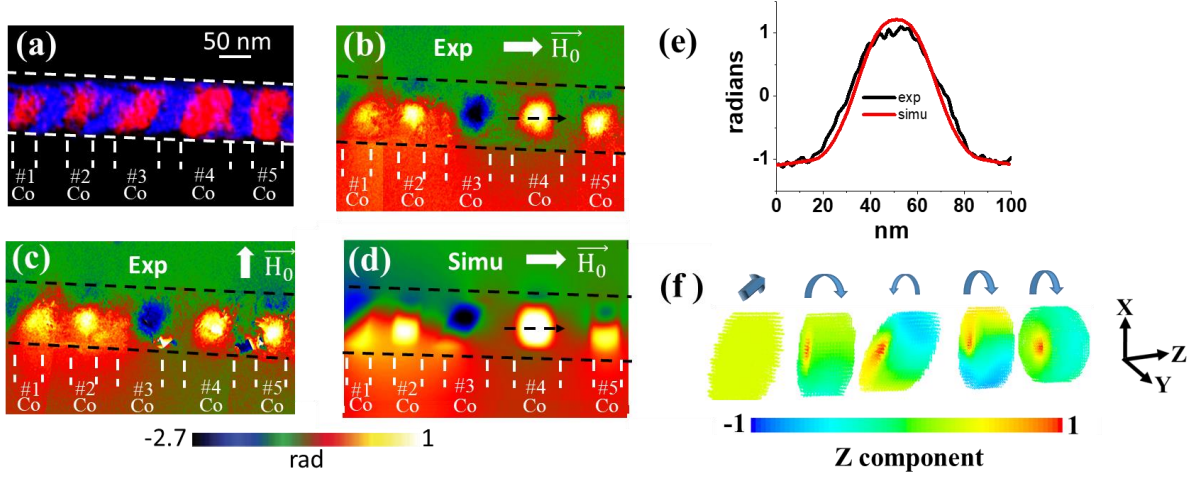 (a)
50 nm
#1 #2 #3 #4 #5
Co Co Co Co Co
(b)
Exp
H₀
#1 #2 #3 #4 #5
Co Co Co Co Co
(c)
Exp
H₀
#1 #2 #3 #4 #5
Co Co Co Co Co
(d)
Simu
H₀
#1 #2 #3 #4 #5
Co Co Co Co Co
-2.7 1
rad
(e)
radians
1
0
-1
exp
simu
0 20 40 60 80 100
nm
(f)
X
Z
Y
-1 1
Z component